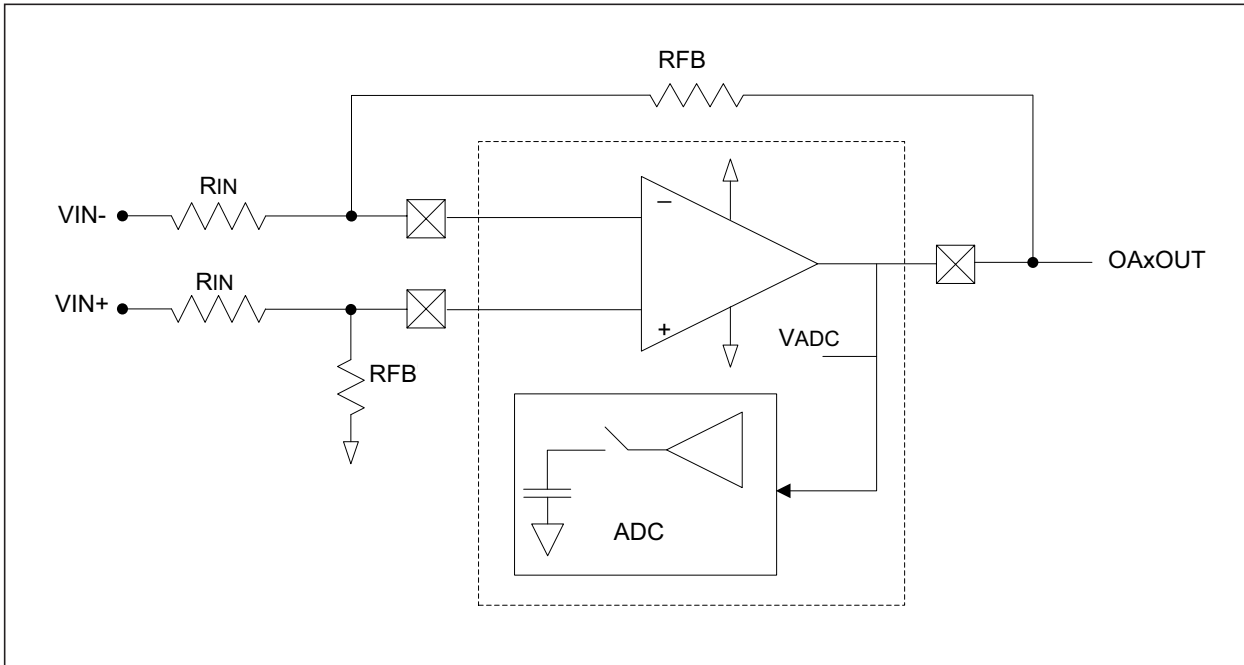 RFB
RIN
VIN-
OAxOUT
RIN
VIN+
VADC
RFB
ADC
−
+